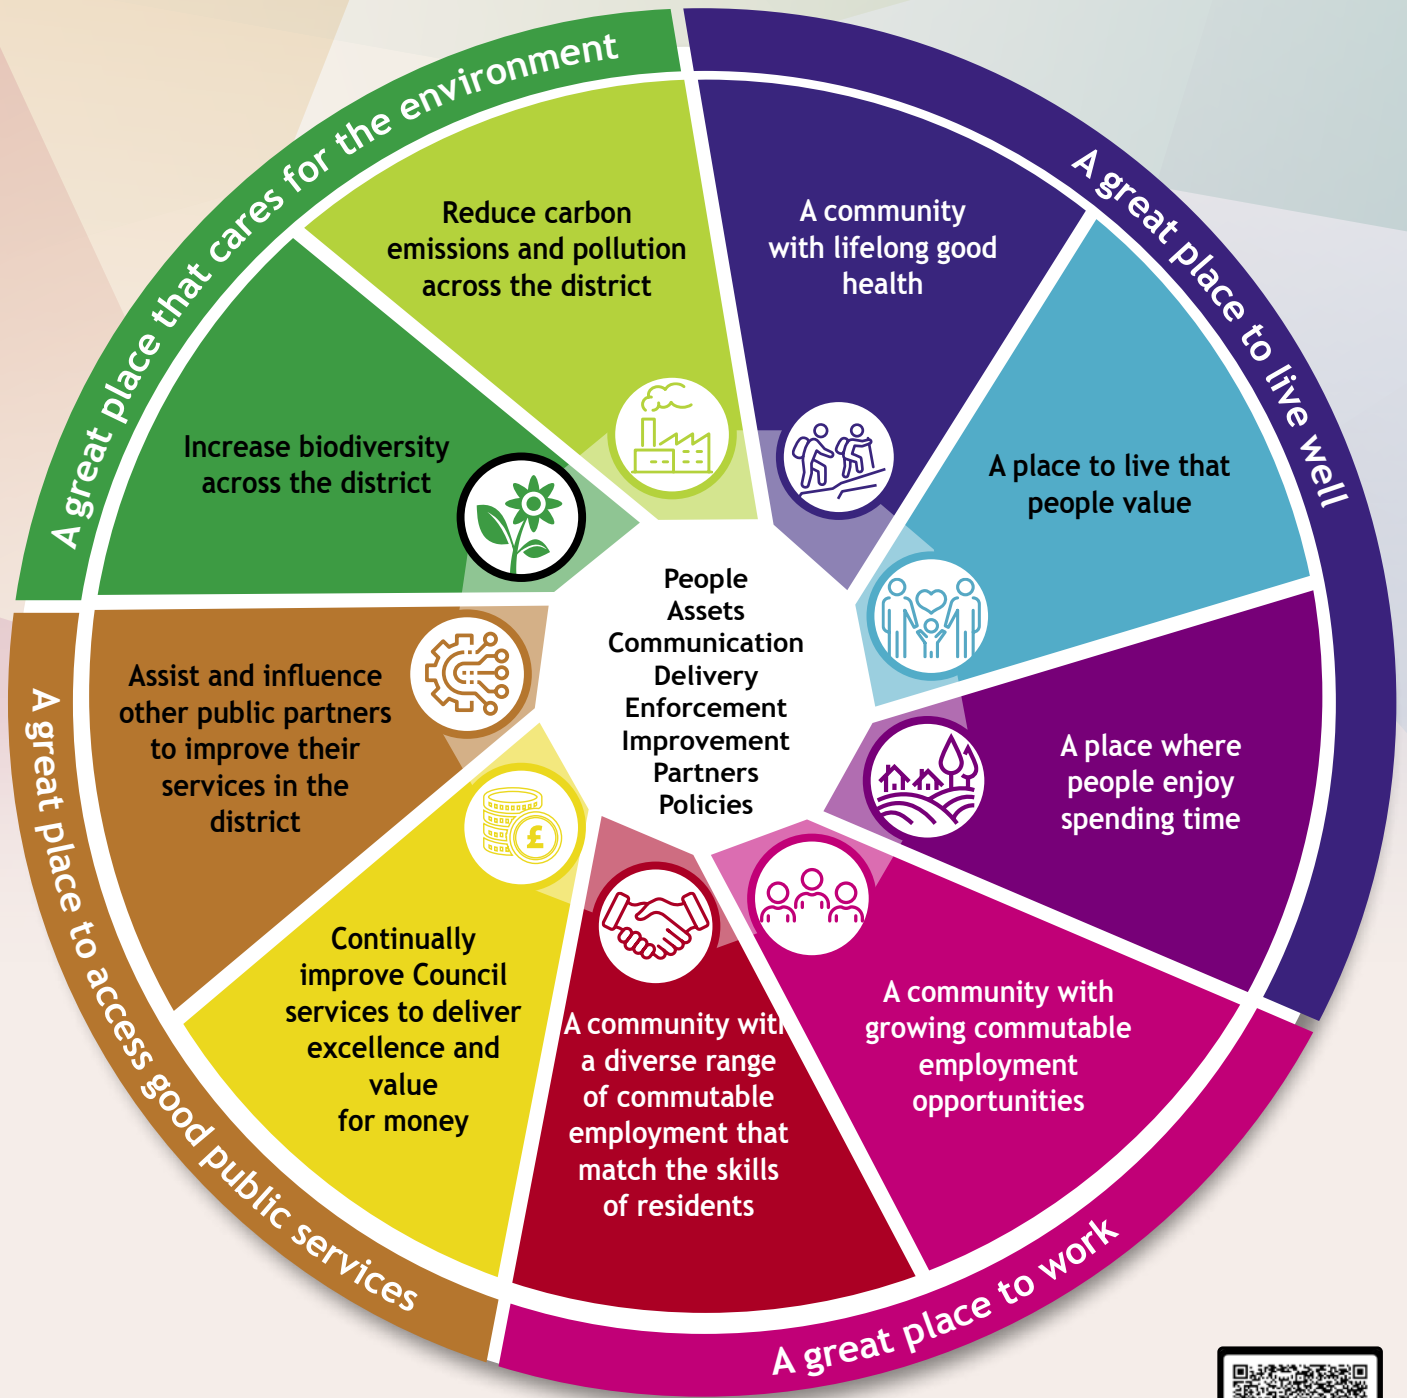 A great place that cares for the environment
Reduce carbon
emissions and pollution
across the district
Increase biodiversity
across the district
A great place to live well
A community
with lifelong good
health
A place to live that
people value
A place where
people enjoy
spending time
A great place to work
A community with
growing commutable
employment
opportunities
A community with
a diverse range
of commutable
employment that
match the skills
of residents
A great place to access good public services
Continually
improve Council
services to deliver
excellence and
value
for money
£
Assist and influence
other public partners
to improve their
services in the
district
People
Assets
Communication
Delivery
Enforcement
Improvement
Partners
Policies